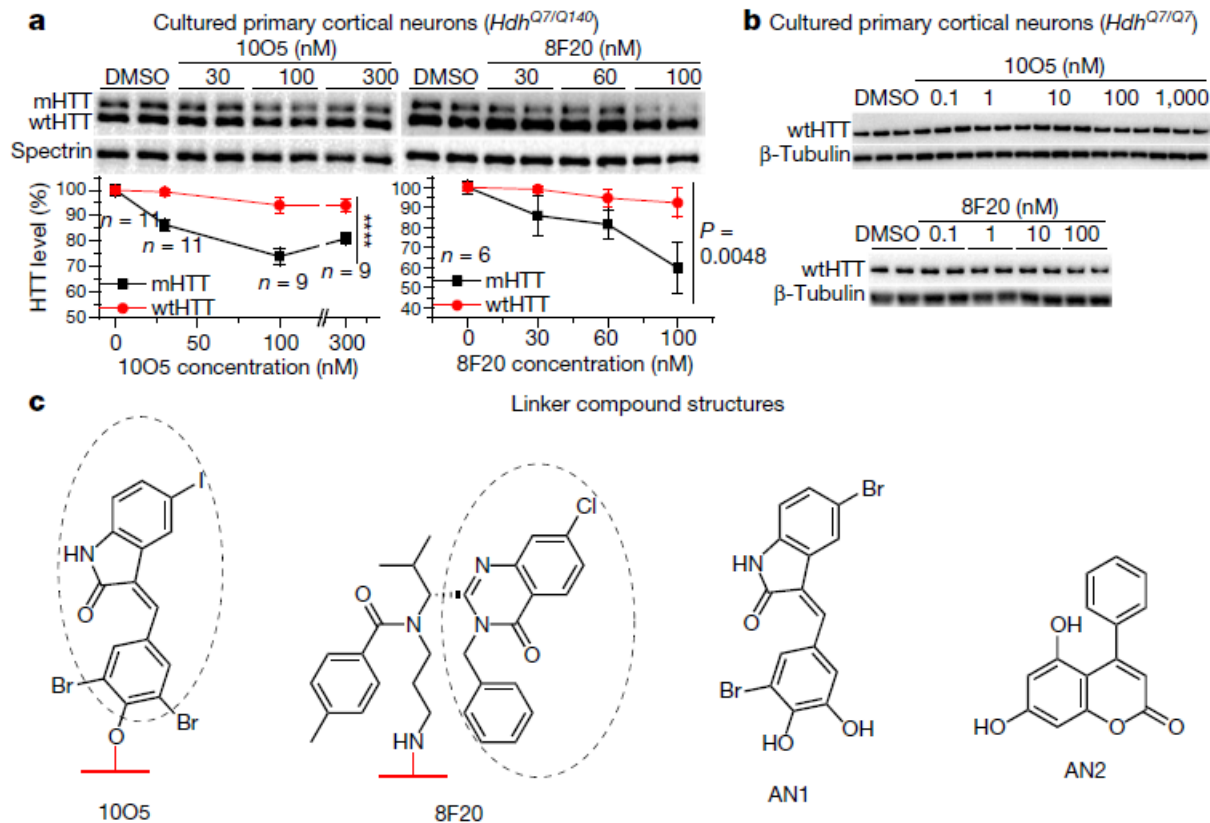 a Cultured primary cortical neurons (HdhQ7/Q140)
10O5 (nM)
DMSO 30 100 300
mHTT
wtHTT
Spectrin
HTT level (%)
100
90
80
70
60
50
n = 11
n = 11
n = 9
n = 9
****
mHTT
wtHTT
0 50 100 300
10O5 concentration (nM)
8F20 (nM)
DMSO 30 60 100
100
90
80
70
60
50
40
n = 6
P =
0.0048
mHTT
wtHTT
0 30 60 100
8F20 concentration (nM)
b Cultured primary cortical neurons (HdhQ7/Q7)
10O5 (nM)
DMSO 0.1 1 10 100 1,000
wtHTT
β-Tubulin
8F20 (nM)
DMSO 0.1 1 10 100
wtHTT
β-Tubulin
c Linker compound structures
I
HN
O
Br
Br
O
10O5
Cl
N
O
N
N
O
HN
8F20
Br
HN
O
Br
HO
OH
AN1
OH
HO
O
O
AN2